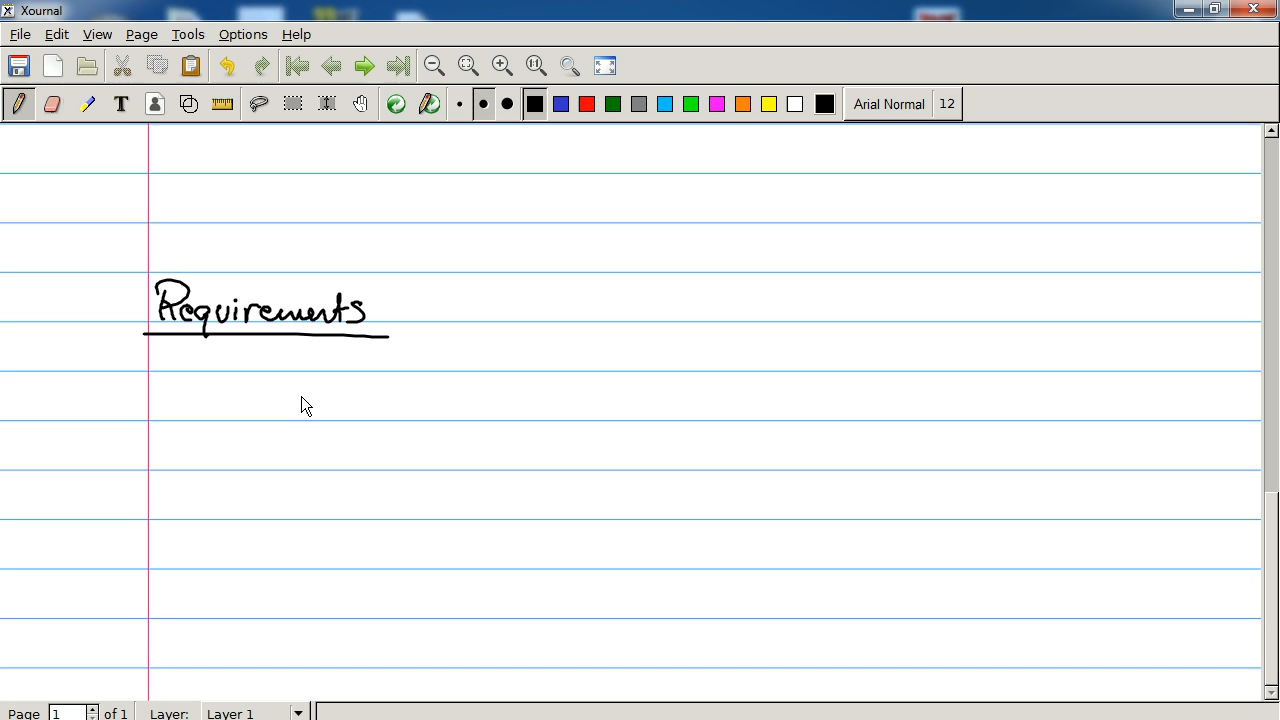 Xournal
File Edit View Page Tools Options Help
T Arial Normal 12
Requirements
Page 1 of 1 Layer: Layer 1